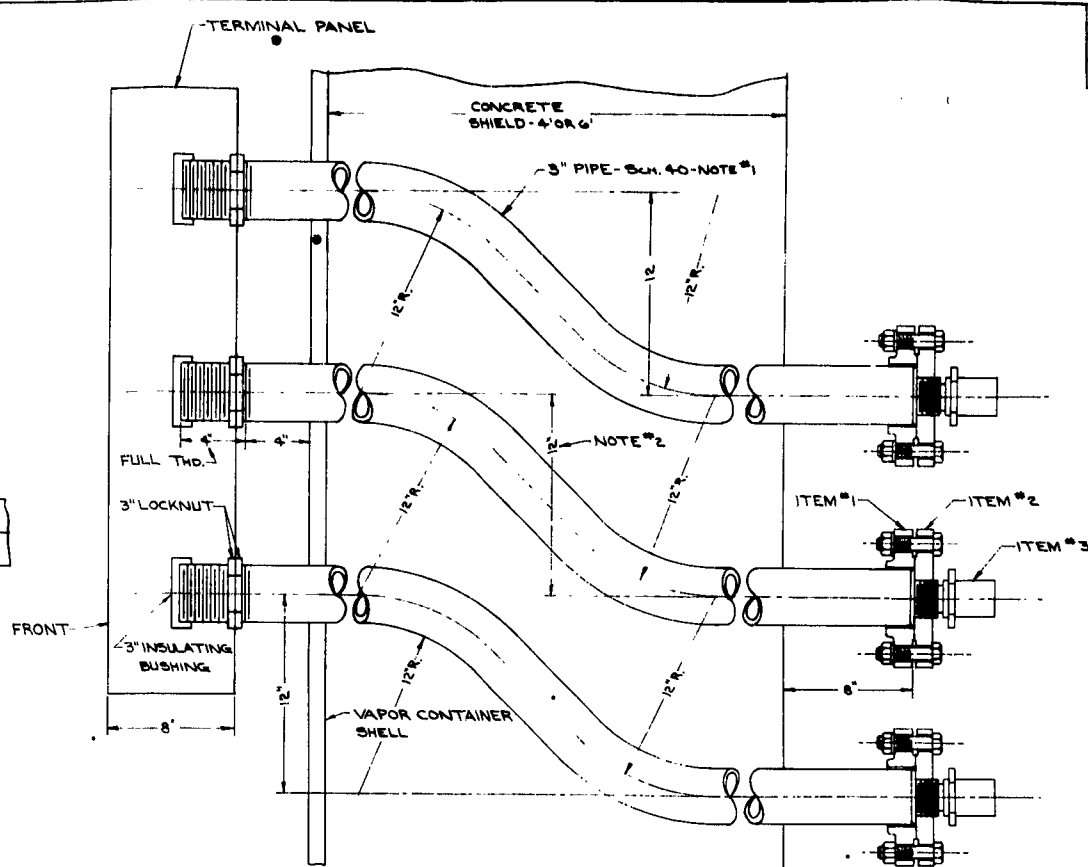 TERMINAL PANEL
CONCRETE
SHIELD-4'OR 6'
3" PIPE-SCH. 40-NOTE #1
12
12"R.
12"R.
12"
NOTE #2
4"
4"
FULL THD.
12"R.
12"R.
3" LOCKNUT
ITEM #1
ITEM #2
ITEM #3
FRONT
3" INSULATING
BUSHING
12"
12"R.
12"R.
8"
8"
VAPOR CONTAINER
SHELL